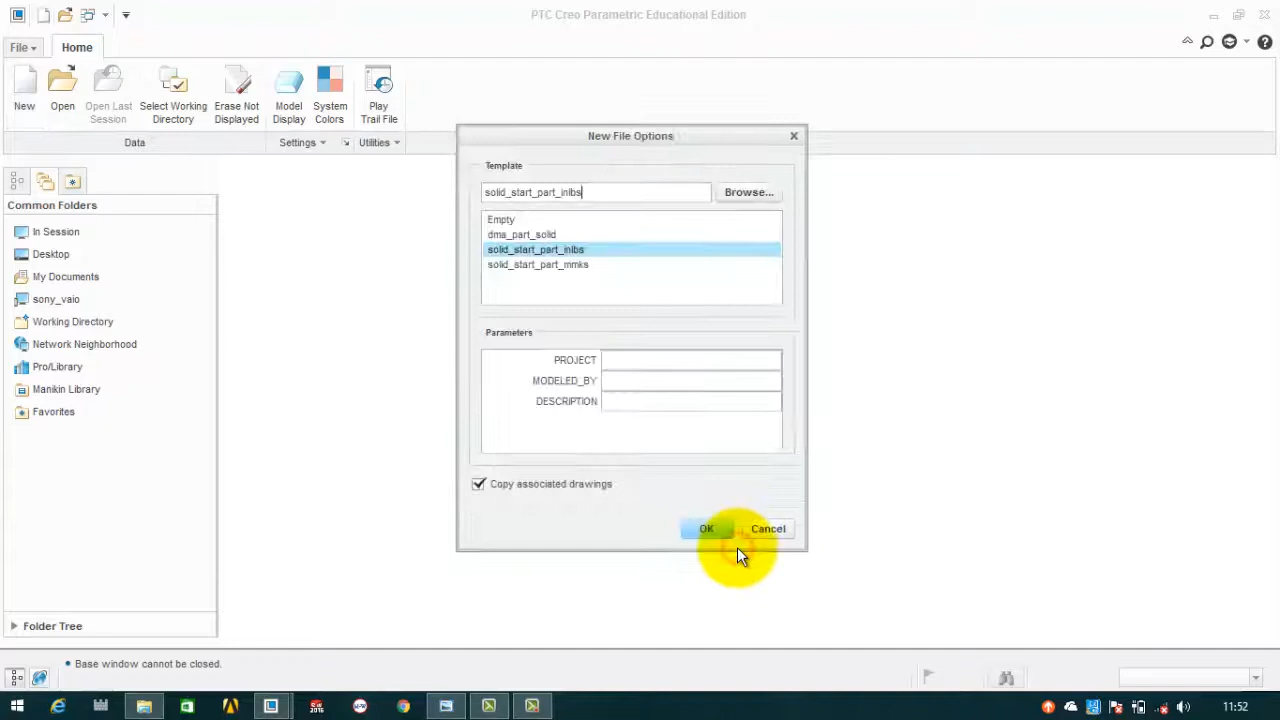 PTC Creo Parametric Educational Edition
File
Home
New
Open
Open Last Session
Select Working Directory
Erase Not Displayed
Model Display
System Colors
Play Trail File
Data
Settings
Utilities
Common Folders
In Session
Desktop
My Documents
sony_vaio
Working Directory
Network Neighborhood
Pro/Library
Manikin Library
Favorites
Folder Tree
New File Options
Template
solid_start_part_inlbs
Browse...
Empty
dma_part_solid
solid_start_part_inlbs
solid_start_part_mmks
Parameters
PROJECT
MODELED_BY
DESCRIPTION
Copy associated drawings
OK
Cancel
Base window cannot be closed.
11:52